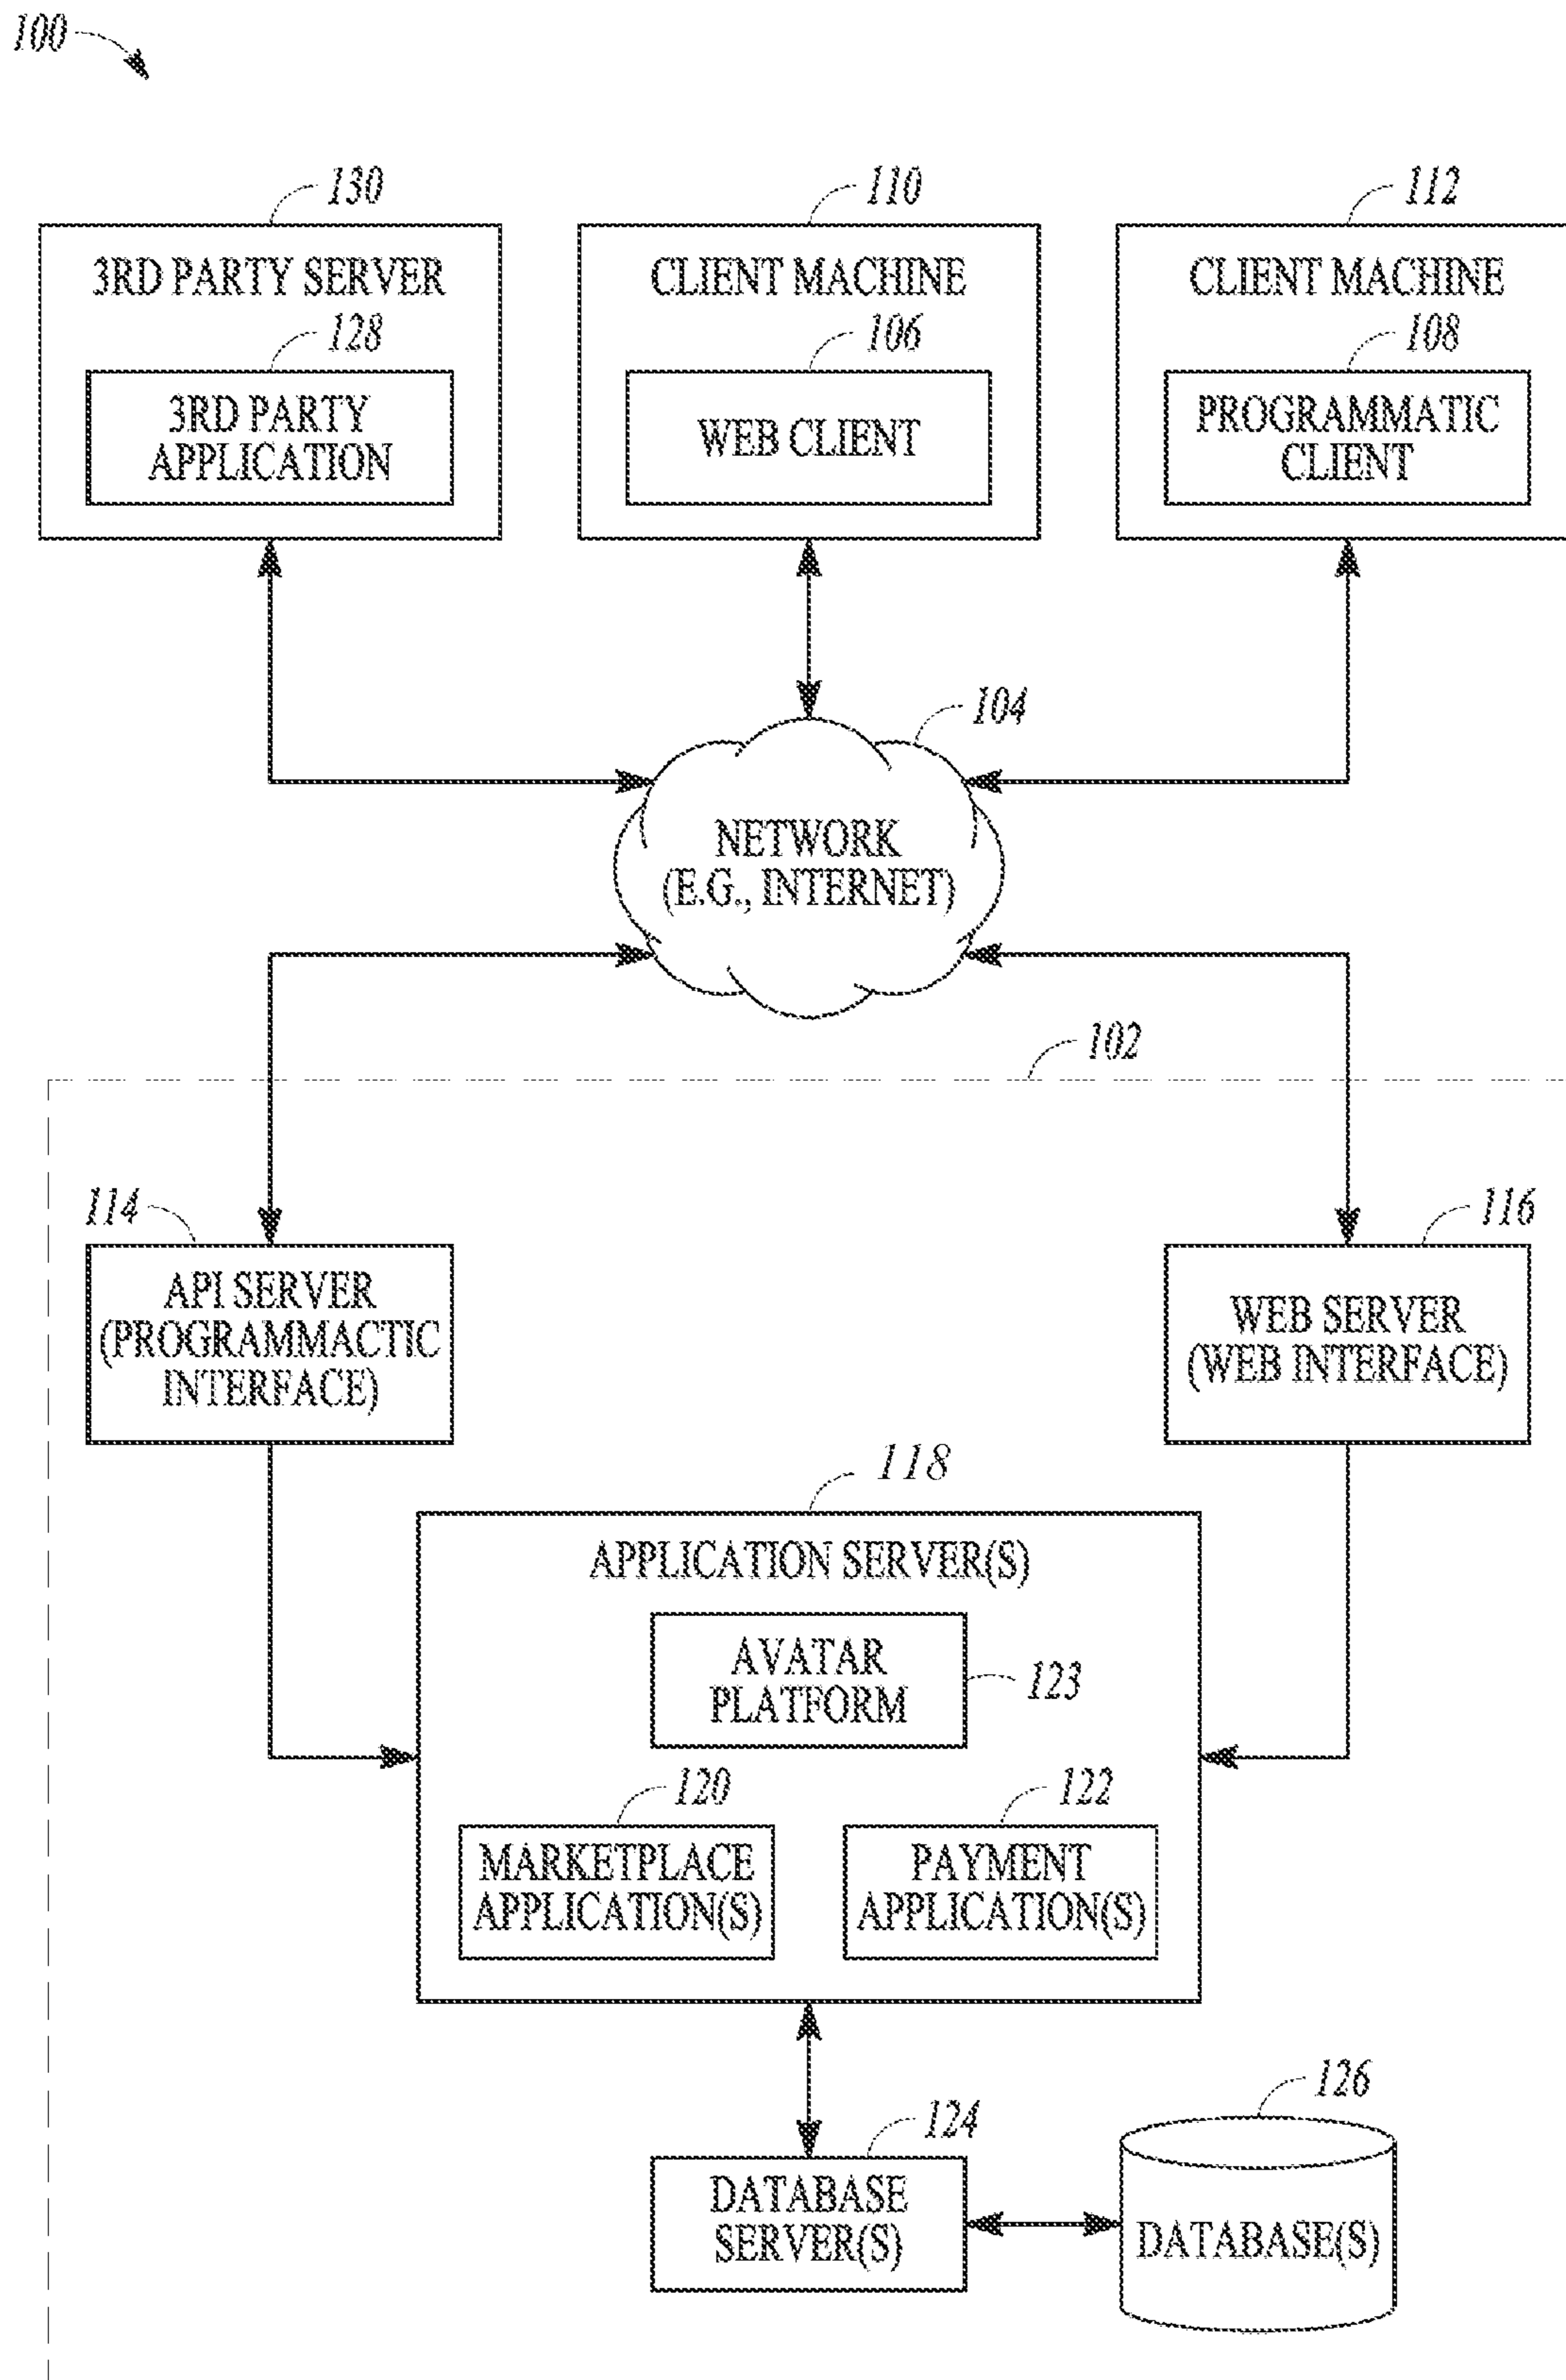 100
130
3RD PARTY SERVER
128
3RD PARTY
APPLICATION
110
CLIENT MACHINE
106
WEB CLIENT
112
CLIENT MACHINE
108
PROGRAMMATIC
CLIENT
104
NETWORK
(E.G., INTERNET)
102
114
API SERVER
(PROGRAMMACTIC
INTERFACE)
116
WEB SERVER
(WEB INTERFACE)
118
APPLICATION SERVER(S)
AVATAR
PLATFORM
123
120
MARKETPLACE
APPLICATION(S)
122
PAYMENT
APPLICATION(S)
124
DATABASE
SERVER(S)
126
DATABASE(S)